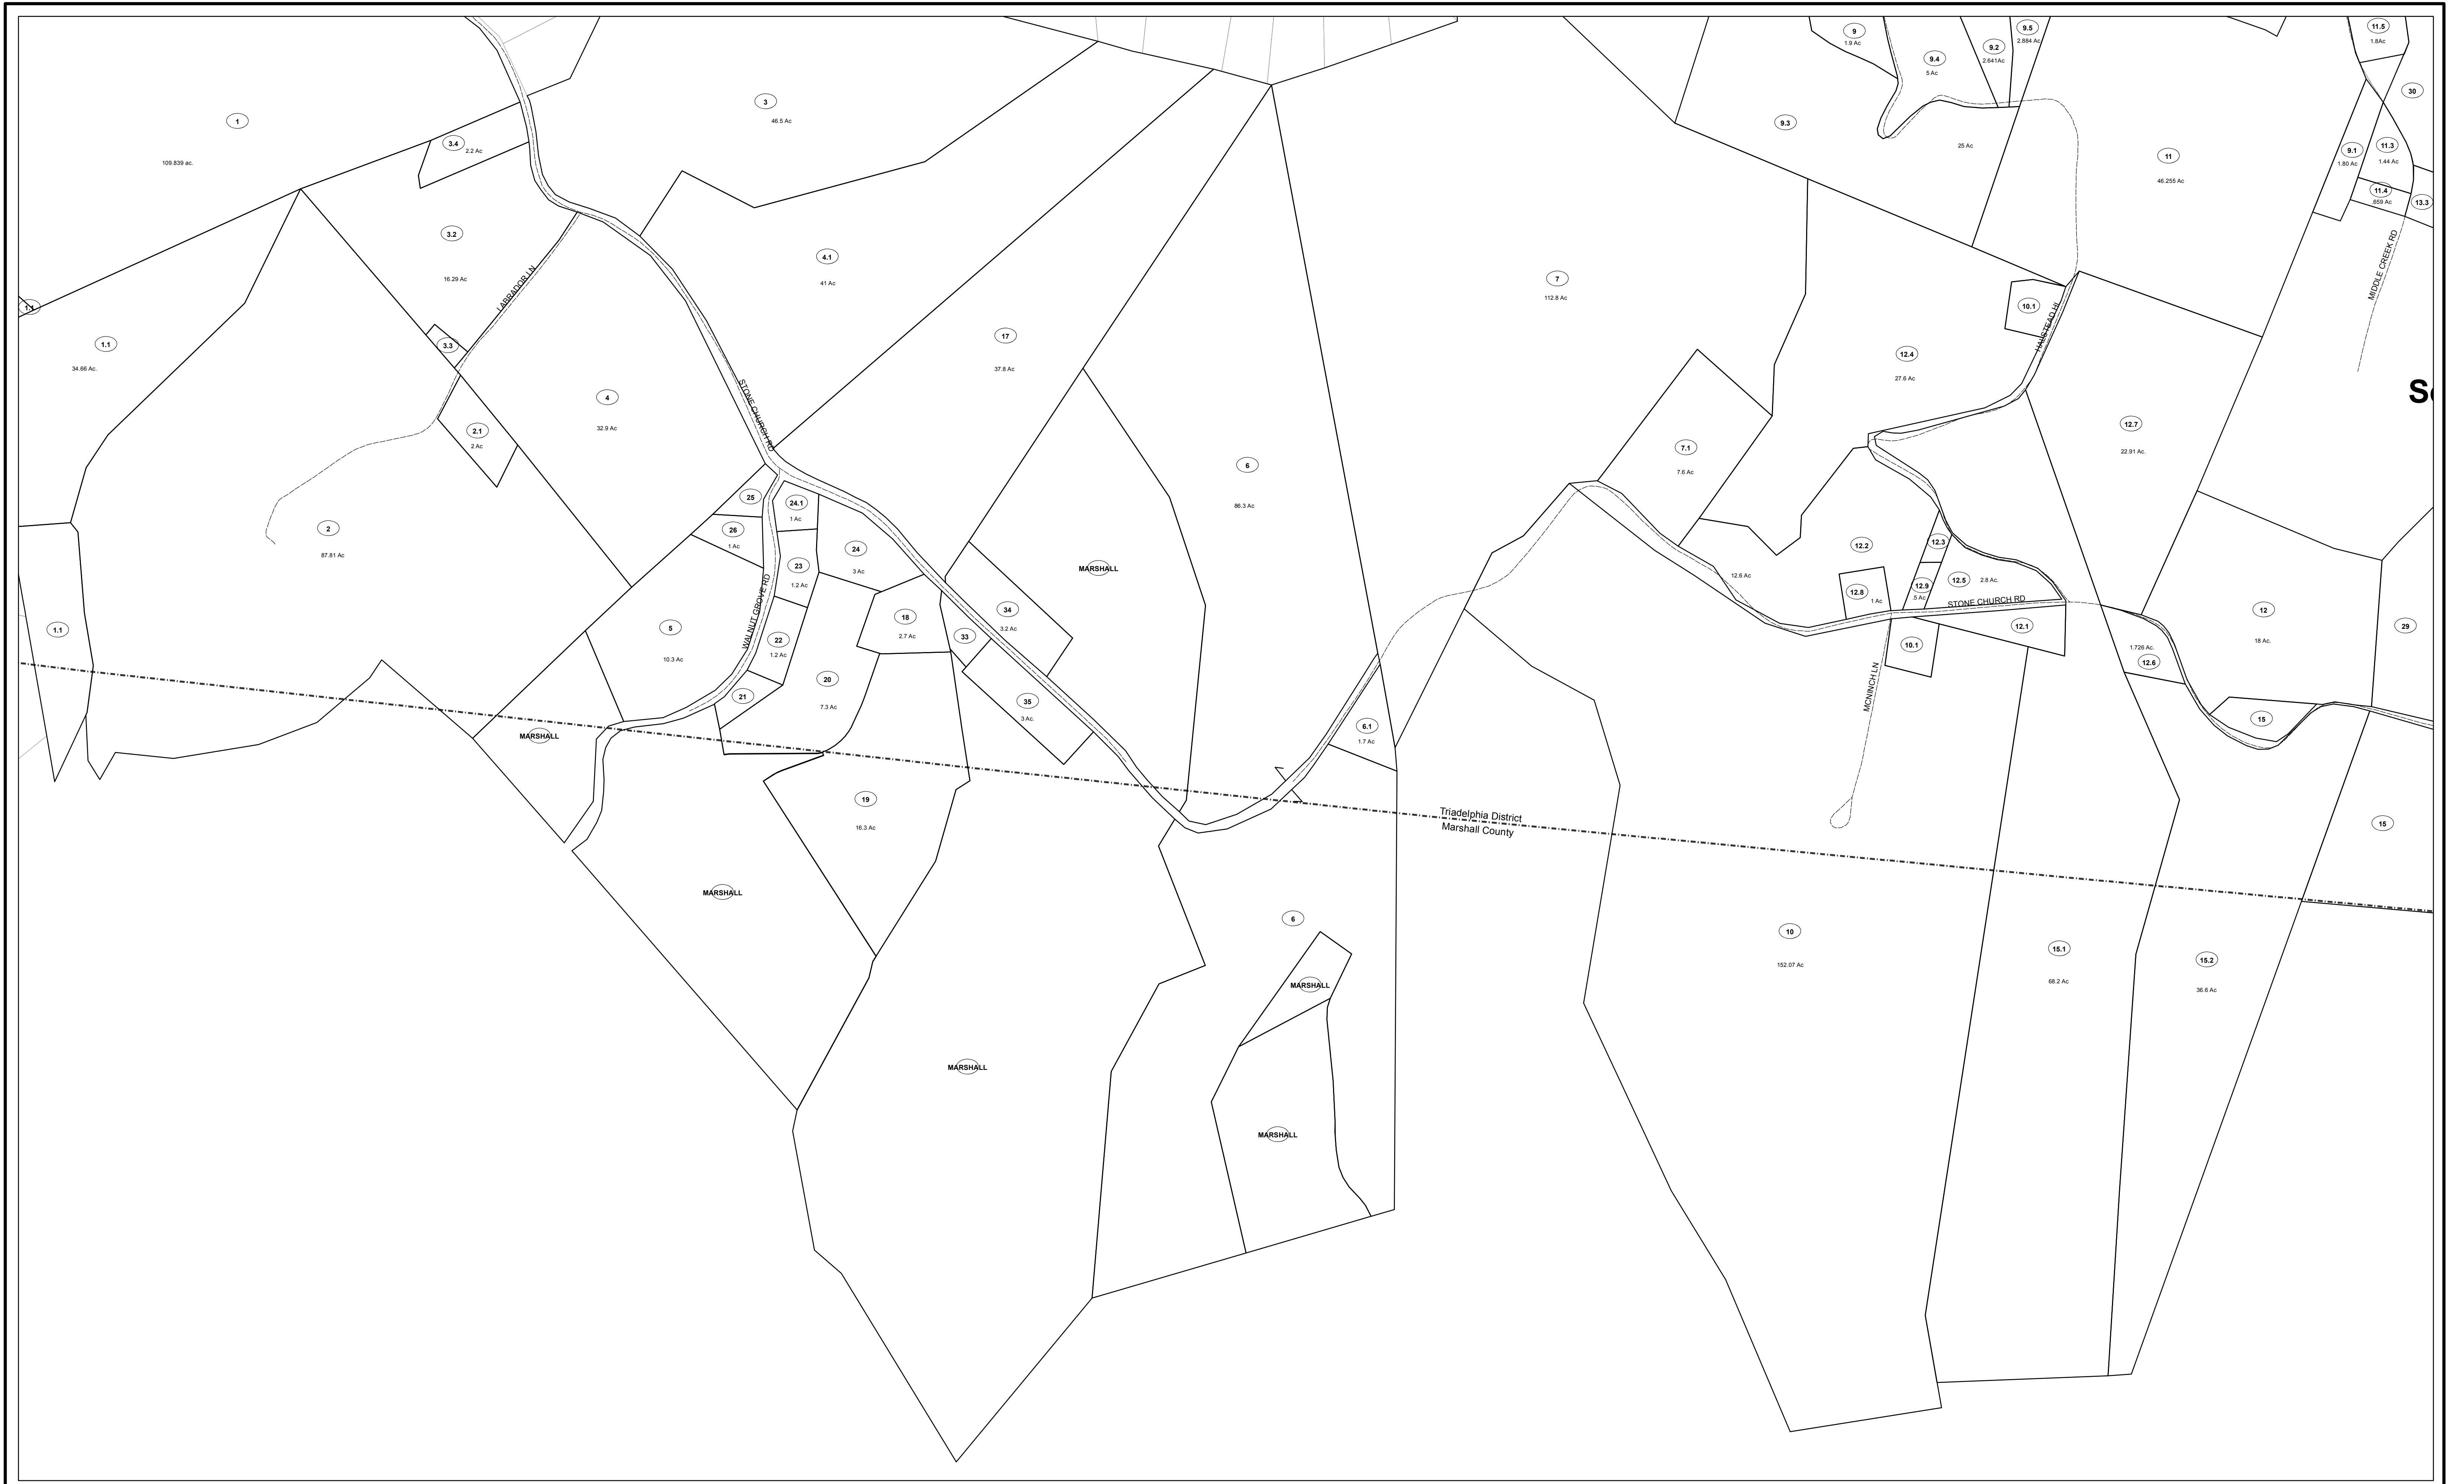 9
1.9 Ac
9.4
5 Ac
9.2
2.641Ac
9.5
2.884 Ac
11.5
1.8Ac
30
1
109.839 ac.
3
46.5 Ac
3.4
2.2 Ac
9.3
25 Ac
11
46.255 Ac
9.1
1.80 Ac
11.3
1.44 Ac
11.4
.659 Ac
13.3
3.2
16.29 Ac
LABRADOR LN
4.1
41 Ac
7
112.8 Ac
MIDDLE CREEK RD
1.1
1.1
34.66 Ac.
3.3
17
37.8 Ac
10.1
HALSTEAD HL
12.4
27.6 Ac
4
32.9 Ac
STONE CHURCH RD
2.1
2 Ac
7.1
7.6 Ac
12.7
22.91 Ac.
6
86.3 Ac
25
24.1
1 Ac
26
1 Ac
2
87.81 Ac
24
3 Ac
23
1.2 Ac
WALNUT GROVE RD
MARSHALL
12.2
12.6 Ac
12.3
12.5
2.8 Ac.
12.8
1 Ac
12.9
.5 Ac
STONE CHURCH RD
12
18 Ac.
29
1.1
5
10.3 Ac
22
1.2 Ac
18
2.7 Ac
33
34
3.2 Ac
12.1
10.1
1.726 Ac.
12.6
MCNINCH LN
21
20
7.3 Ac
35
3 Ac.
6.1
1.7 Ac
15
MARSHALL
19
16.3 Ac
Triadelphia District
Marshall County
15
MARSHALL
6
10
152.07 Ac
15.1
68.2 Ac
15.2
36.6 Ac
MARSHALL
MARSHALL
MARSHALL